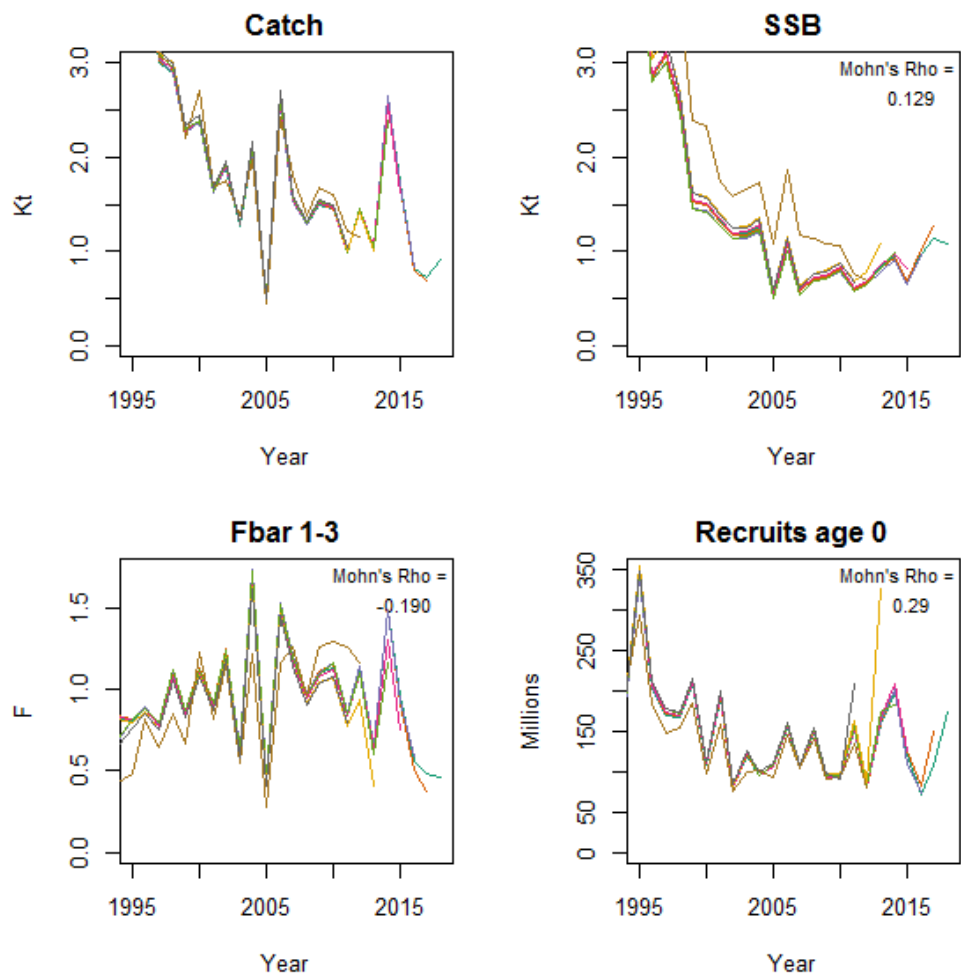 Catch
3.0
2.0
1.0
0.0
Kt
1995
2005
2015
Year
SSB
Mohn's Rho =
0.129
3.0
2.0
1.0
0.0
Kt
1995
2005
2015
Year
Fbar 1-3
Mohn's Rho =
-0.190
1.5
1.0
0.5
0.0
F
1995
2005
2015
Year
Recruits age 0
Mohn's Rho =
0.29
350
250
150
50
0
Millions
1995
2005
2015
Year